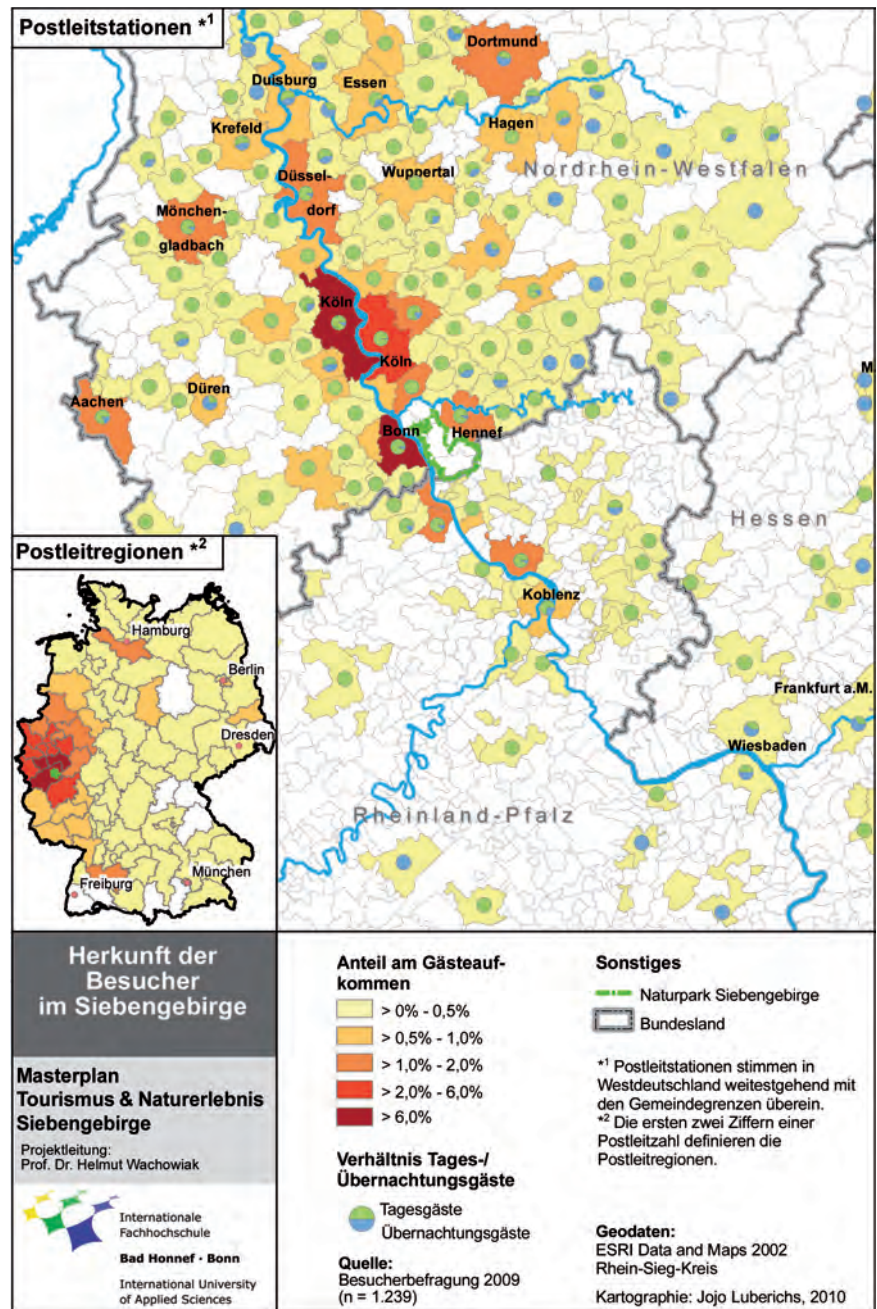 Postleitstationen *1
Dortmund
Duisburg
Essen
Krefeld
Hagen
Nordrhein-Westfalen
Wuppertal
Düssel-
dorf
Mönchen-
gladbach
Köln
Köln
Aachen
Düren
M
Bonn
Hennef
Hessen
Koblenz
Frankfurt a.M.
Wiesbaden
Rheinland-Pfalz
Postleitregionen *2
Hamburg
Berlin
Dresden
Freiburg
München
Herkunft der
Besucher
im Siebengebirge
Masterplan
Tourismus & Naturerlebnis
Siebengebirge
Projektleitung:
Prof. Dr. Helmut Wachowiak
Internationale
Fachhochschule
Bad Honnef · Bonn
International University
of Applied Sciences
Anteil am Gästeauf-
kommen
> 0% - 0,5%
> 0,5% - 1,0%
> 1,0% - 2,0%
> 2,0% - 6,0%
> 6,0%
Verhältnis Tages-/
Übernachtungsgäste
Tagesgäste
Übernachtungsgäste
Quelle:
Besucherbefragung 2009
(n = 1.239)
Sonstiges
Naturpark Siebengebirge
Bundesland
*1 Postleitstationen stimmen in
Westdeutschland weitestgehend mit
den Gemeindegrenzen überein.
*2 Die ersten zwei Ziffern einer
Postleitzahl definieren die
Postleitregionen.
Geodaten:
ESRI Data and Maps 2002
Rhein-Sieg-Kreis
Kartographie: Jojo Luberichs, 2010